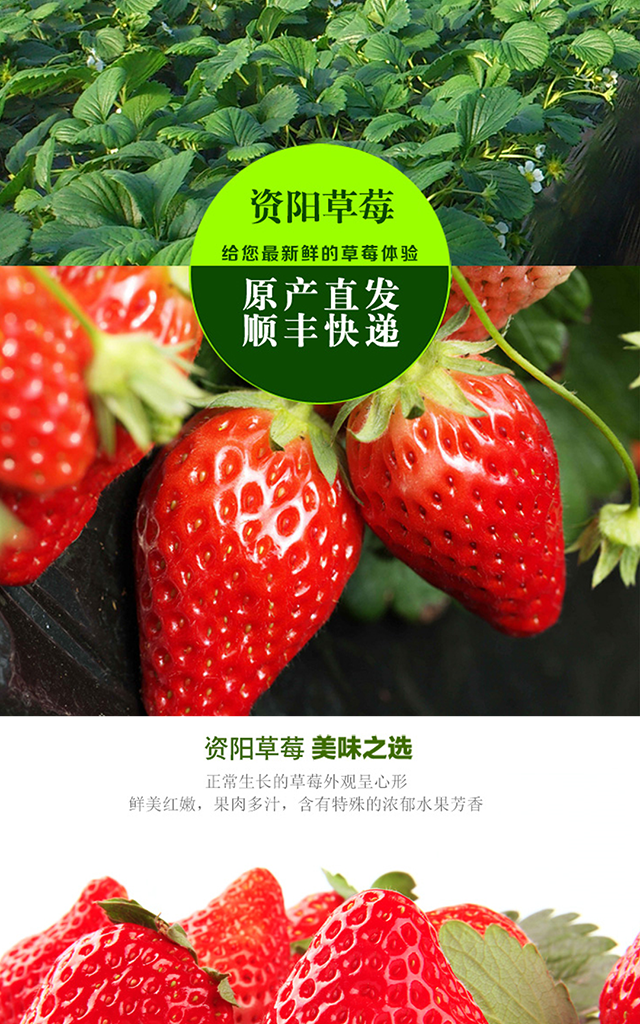 资阳草莓
给您最新鲜的草莓体验
原产直发
顺丰快递
资阳草莓 美味之选
正常生长的草莓外观呈心形
鲜美红嫩，果肉多汁，含有特殊的浓郁水果芳香